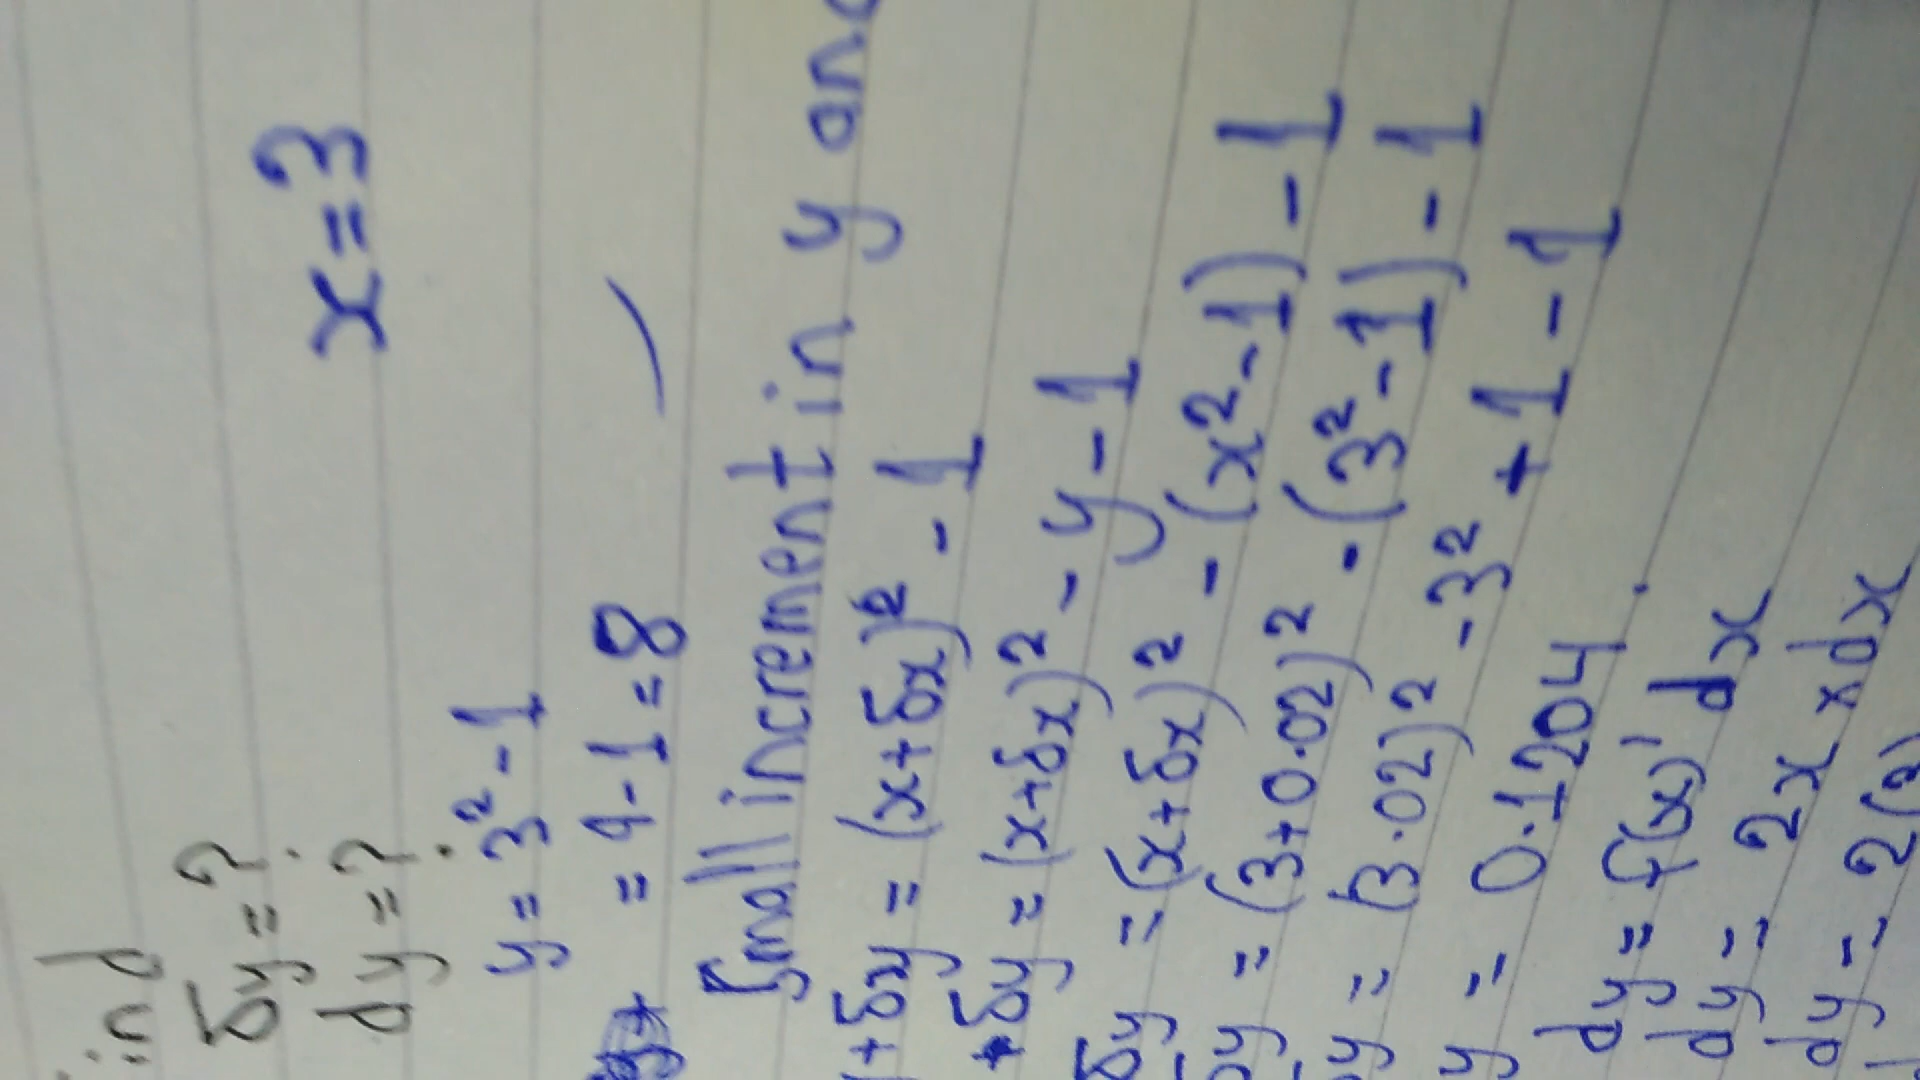 ind
δy = ?
x = 3
dy = ?
y = 3² - 1
= 9 - 1 = 8
Small increment in y and
+ δy = (x + δx)² - 1
+ δy = (x + δx)² - y - 1
δy = (x + δx)² - (x² - 1) - 1
δy = (3 + 0.02)² - (3² - 1) - 1
y = (3.02)² - 3² + 1 - 1
y = 0.1204.
dy = f(x)' dx
dy = 2x × dx
dy = 2(3)